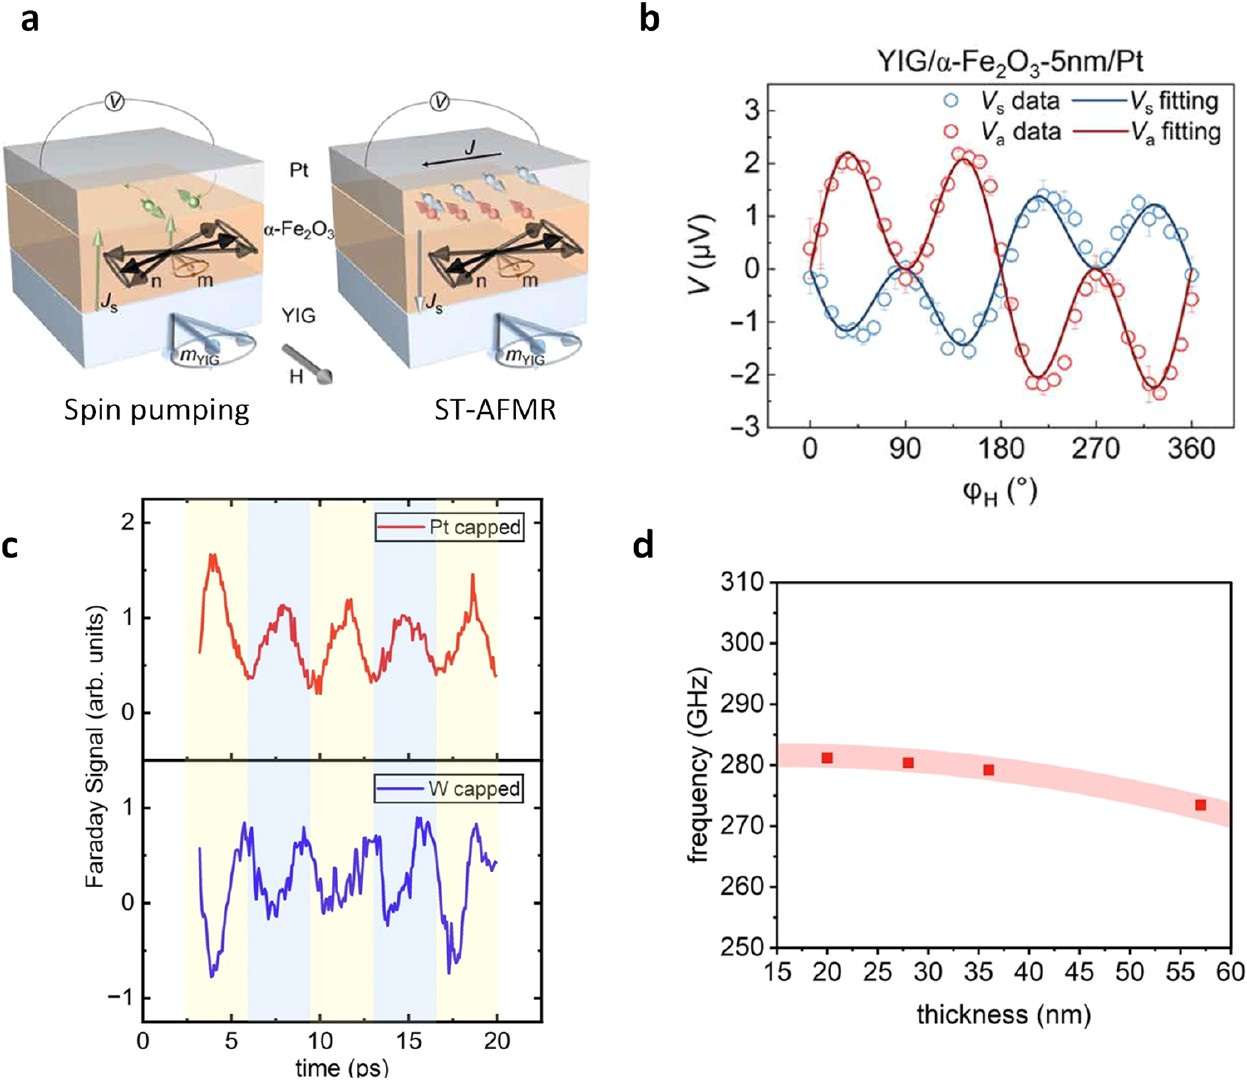 a
V
V
J
Pt
α-Fe₂O₃
n
m
n
m
Jₛ
Jₛ
YIG
m_YIG
m_YIG
H
Spin pumping
ST-AFMR
b
YIG/α-Fe₂O₃-5nm/Pt
Vₛ data
Vₛ fitting
Vₐ data
Vₐ fitting
3
2
1
0
−1
−2
−3
V (μV)
0 90 180 270 360
φ_H (°)
c
Pt capped
2
1
0
W capped
1
0
−1
Faraday Signal (arb. units)
0 5 10 15 20
time (ps)
d
310
300
290
280
270
260
250
frequency (GHz)
15 20 25 30 35 40 45 50 55 60
thickness (nm)